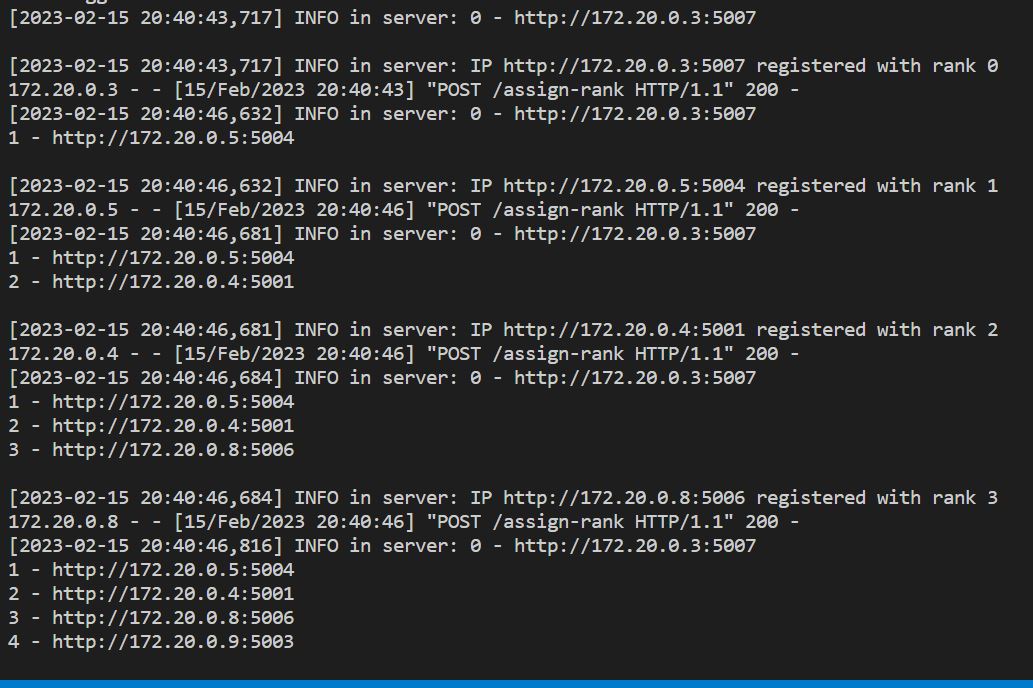 [2023-02-15 20:40:43,717] INFO in server: 0 - http://172.20.0.3:5007
[2023-02-15 20:40:43,717] INFO in server: IP http://172.20.0.3:5007 registered with rank 0
172.20.0.3 - - [15/Feb/2023 20:40:43] "POST /assign-rank HTTP/1.1" 200 -
[2023-02-15 20:40:46,632] INFO in server: 0 - http://172.20.0.3:5007
1 - http://172.20.0.5:5004
[2023-02-15 20:40:46,632] INFO in server: IP http://172.20.0.5:5004 registered with rank 1
172.20.0.5 - - [15/Feb/2023 20:40:46] "POST /assign-rank HTTP/1.1" 200 -
[2023-02-15 20:40:46,681] INFO in server: 0 - http://172.20.0.3:5007
1 - http://172.20.0.5:5004
2 - http://172.20.0.4:5001
[2023-02-15 20:40:46,681] INFO in server: IP http://172.20.0.4:5001 registered with rank 2
172.20.0.4 - - [15/Feb/2023 20:40:46] "POST /assign-rank HTTP/1.1" 200 -
[2023-02-15 20:40:46,684] INFO in server: 0 - http://172.20.0.3:5007
1 - http://172.20.0.5:5004
2 - http://172.20.0.4:5001
3 - http://172.20.0.8:5006
[2023-02-15 20:40:46,684] INFO in server: IP http://172.20.0.8:5006 registered with rank 3
172.20.0.8 - - [15/Feb/2023 20:40:46] "POST /assign-rank HTTP/1.1" 200 -
[2023-02-15 20:40:46,816] INFO in server: 0 - http://172.20.0.3:5007
1 - http://172.20.0.5:5004
2 - http://172.20.0.4:5001
3 - http://172.20.0.8:5006
4 - http://172.20.0.9:5003